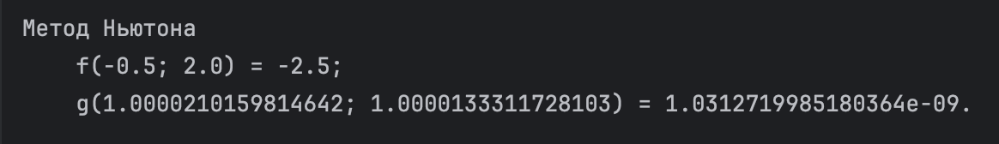 Метод Ньютона
f(-0.5; 2.0) = -2.5;
g(1.0000210159814642; 1.0000133311728103) = 1.0312719985180364e-09.